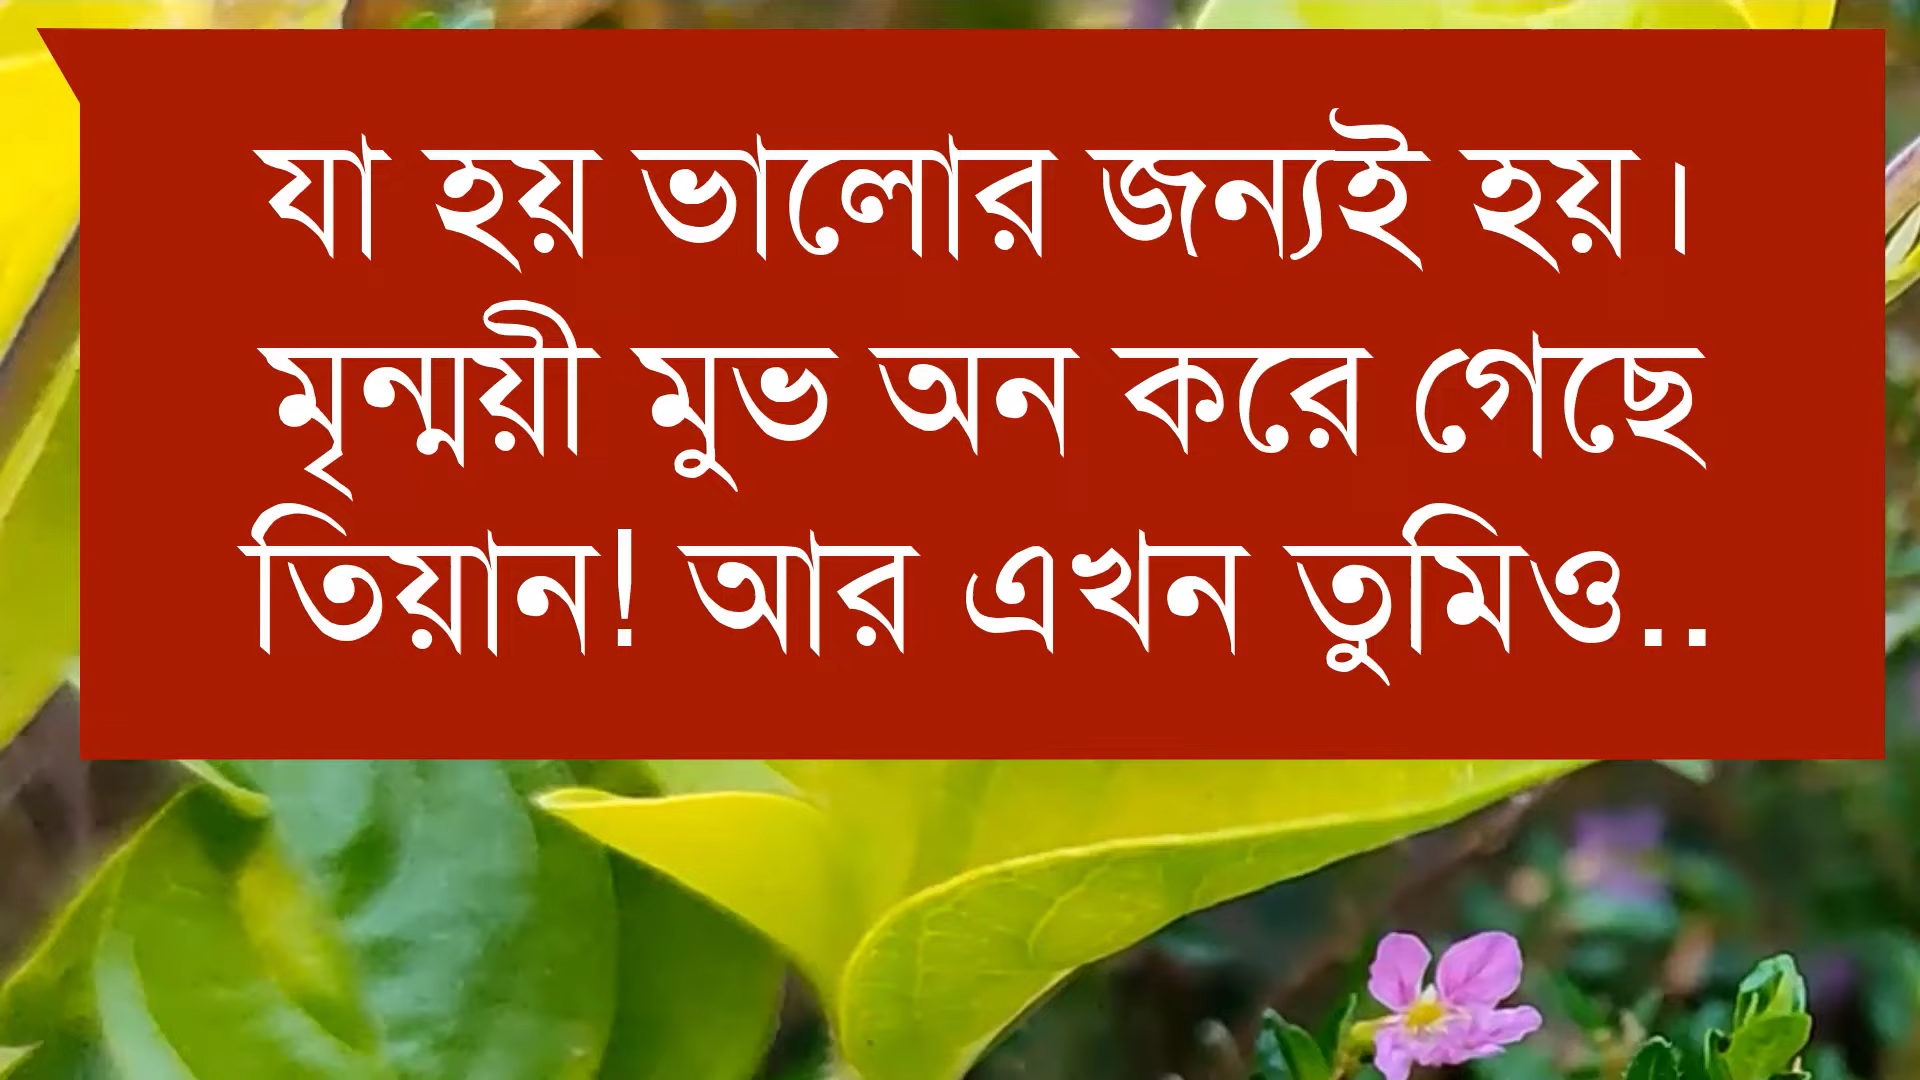 যা হয় ভালোর জন্যই হয়।
মৃন্ময়ী মুভ অন করে গেছে
তিয়ান! আর এখন তুমিও..